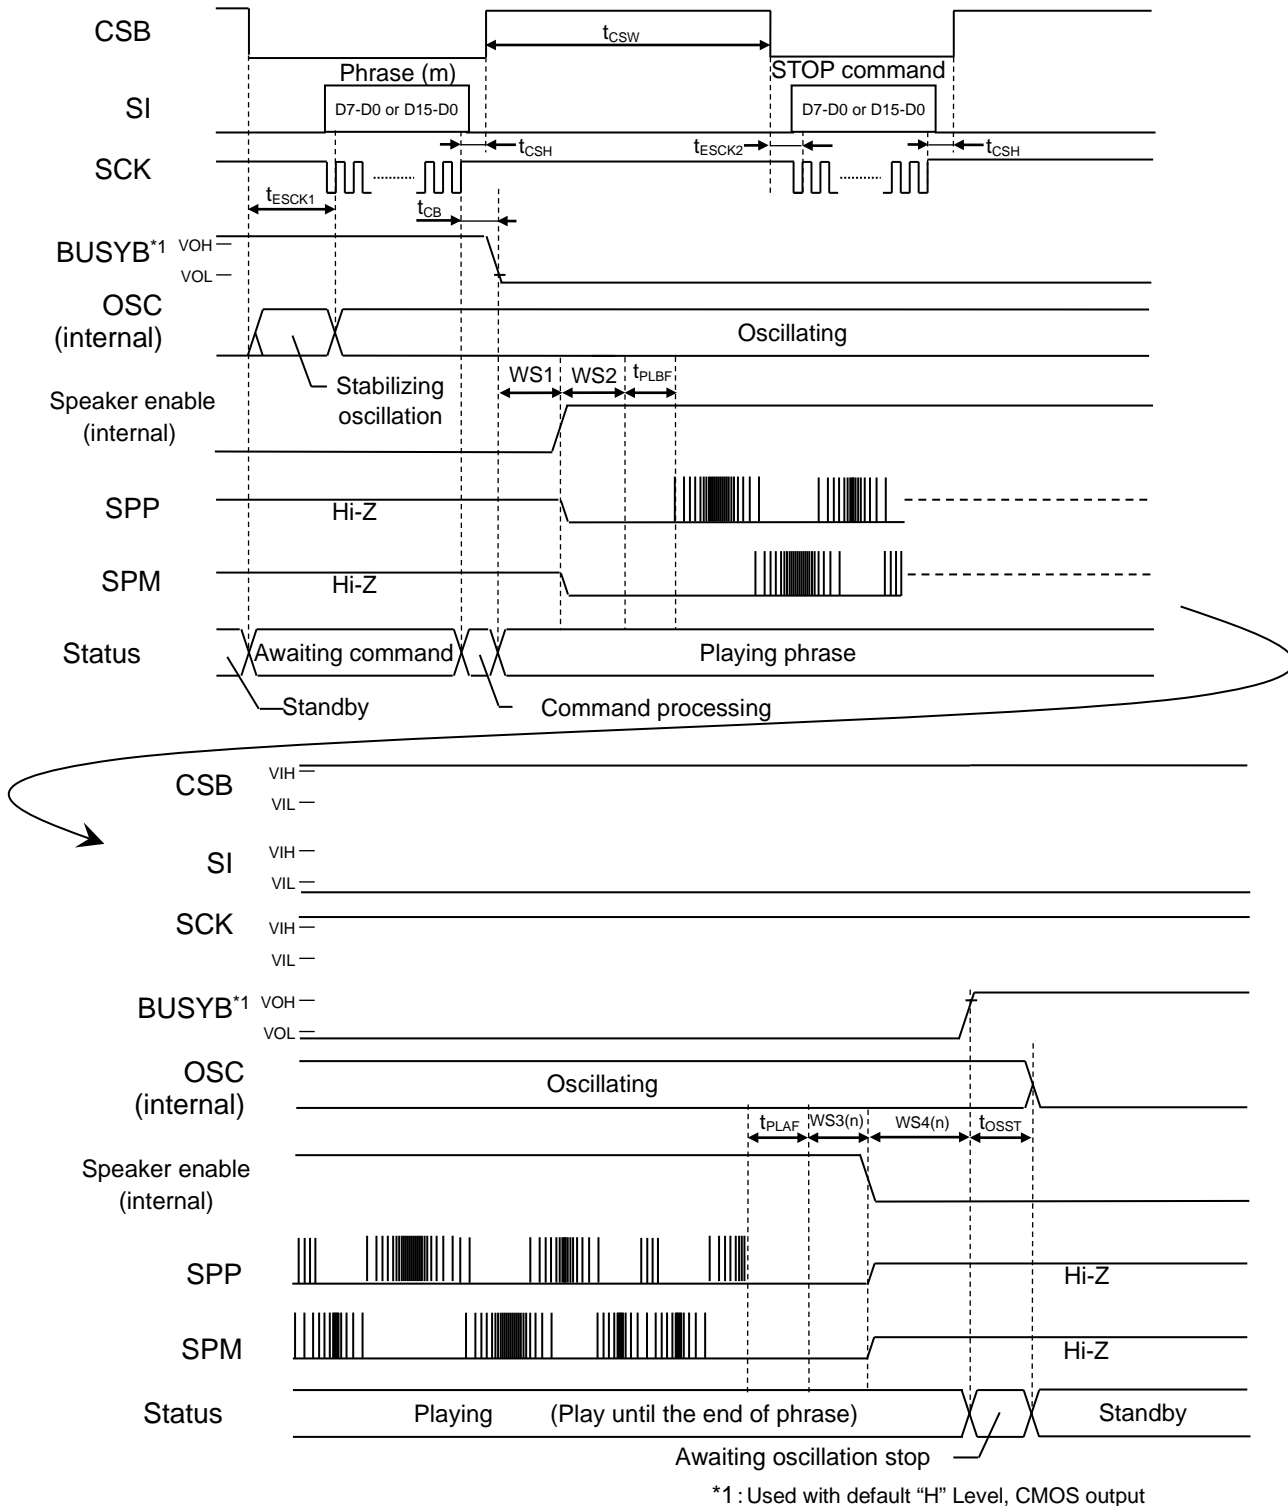 CSB
tCSW
Phrase (m)
STOP command
SI
D7-D0 or D15-D0
D7-D0 or D15-D0
tCSH
tESCK2
tCSH
SCK
tESCK1
tCB
BUSYB*1
VOH
VOL
OSC
(internal)
Oscillating
Stabilizing
oscillation
WS1
WS2
tPLBF
Speaker enable
(internal)
SPP
Hi-Z
SPM
Hi-Z
Status
Awaiting command
Playing phrase
Standby
Command processing
CSB
VIH
VIL
SI
VIH
VIL
SCK
VIH
VIL
BUSYB*1
VOH
VOL
OSC
(internal)
Oscillating
tPLAF
WS3(n)
WS4(n)
tOSST
Speaker enable
(internal)
SPP
Hi-Z
SPM
Hi-Z
Status
Playing
(Play until the end of phrase)
Standby
Awaiting oscillation stop
*1 : Used with default “H” Level, CMOS output